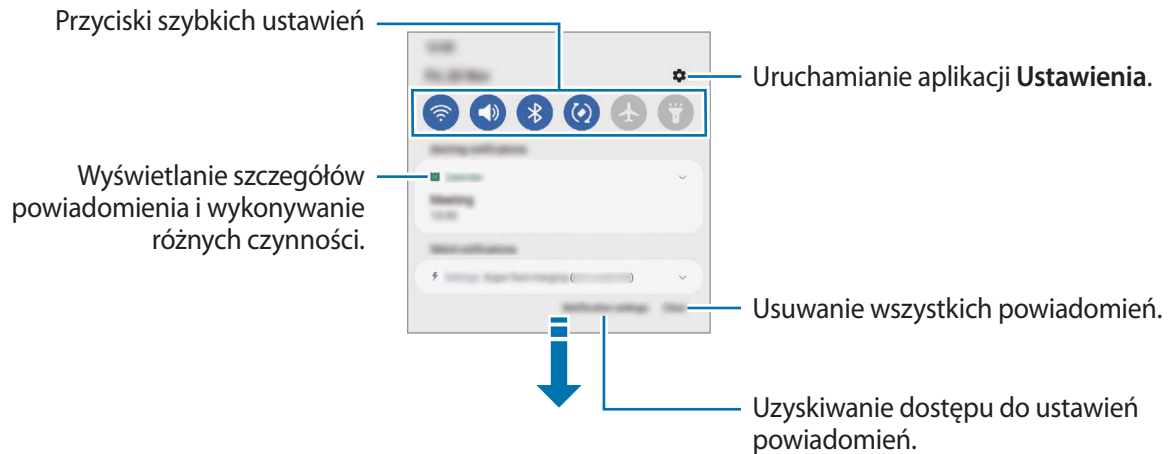 Przyciski szybkich ustawień
Uruchamianie aplikacji Ustawienia.
Wyświetlanie szczegółów
powiadomienia i wykonywanie
różnych czynności.
Usuwanie wszystkich powiadomień.
Uzyskiwanie dostępu do ustawień
powiadomień.